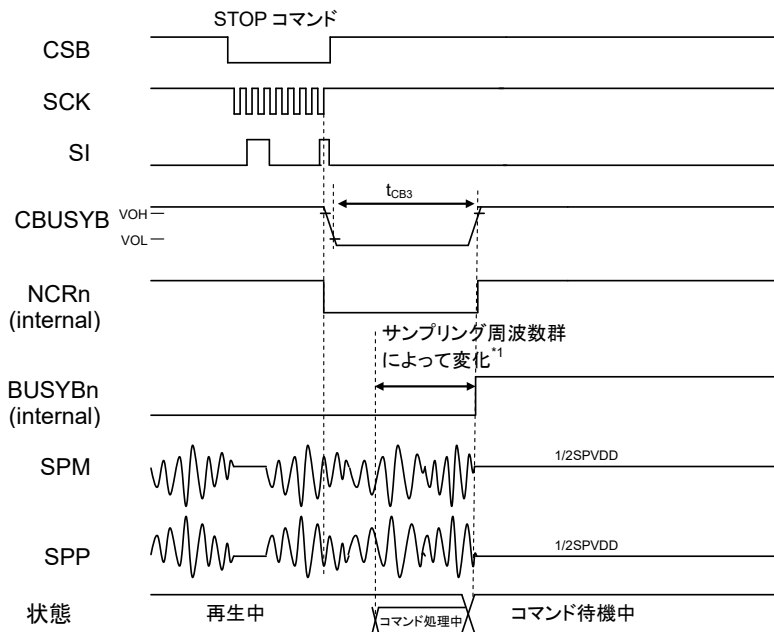 STOP コマンド
CSB
SCK
SI
tCB3
CBUSYB
VOH
VOL
NCRn
(internal)
サンプリング周波数群
によって変化*1
BUSYBn
(internal)
SPM
1/2SPVDD
SPP
1/2SPVDD
状態
再生中
コマンド処理中
コマンド待機中